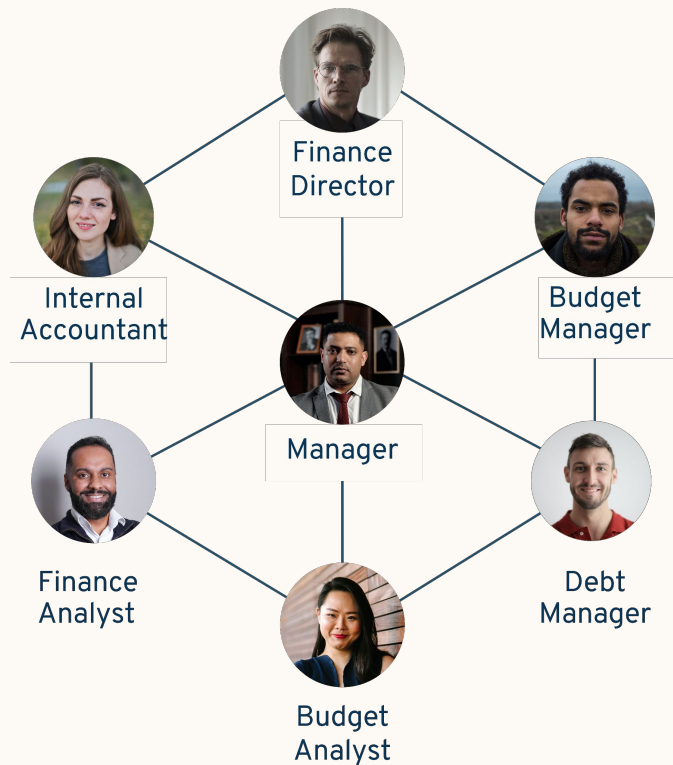 Finance
Director
Internal
Accountant
Budget
Manager
Manager
Finance
Analyst
Debt
Manager
Budget
Analyst